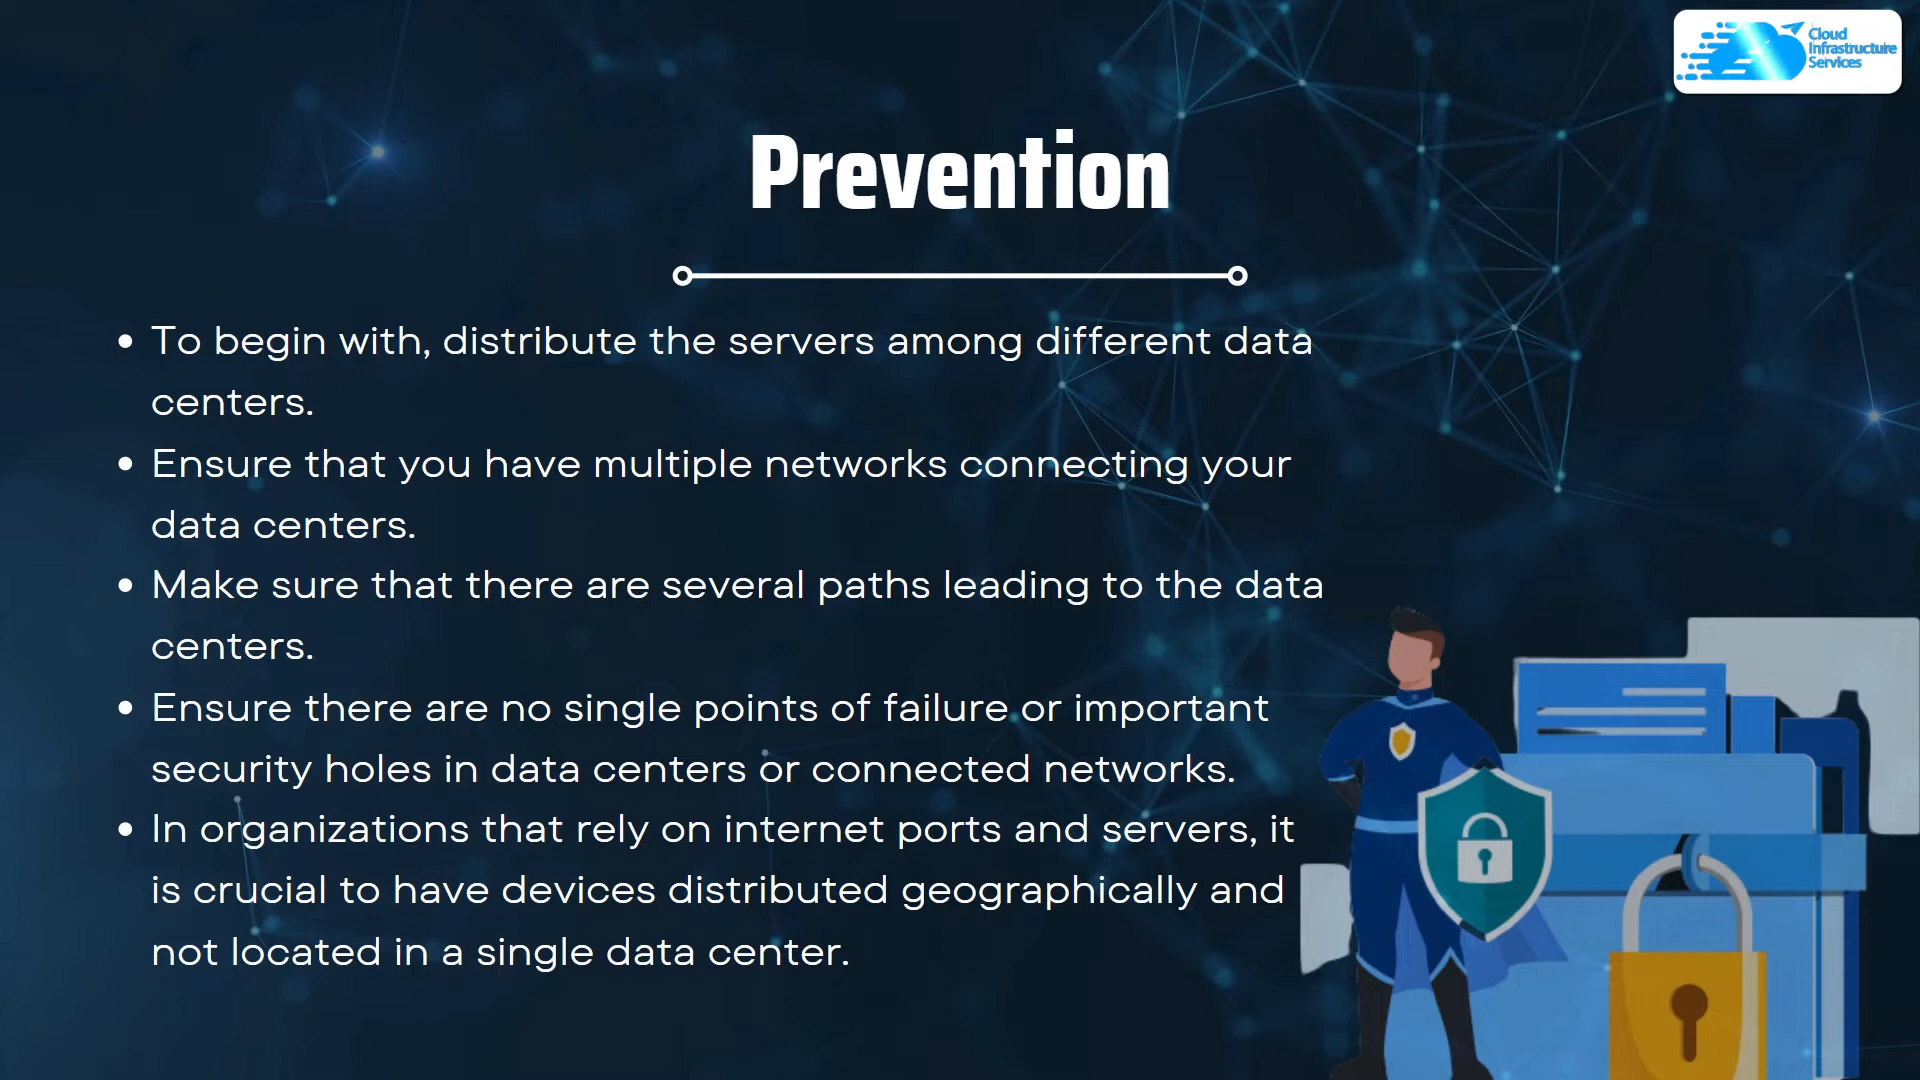 Cloud
Infrastructure
Services
Prevention
• To begin with, distribute the servers among different data
centers.
• Ensure that you have multiple networks connecting your
data centers.
• Make sure that there are several paths leading to the data
centers.
• Ensure there are no single points of failure or important
security holes in data centers or connected networks.
• In organizations that rely on internet ports and servers, it
is crucial to have devices distributed geographically and
not located in a single data center.